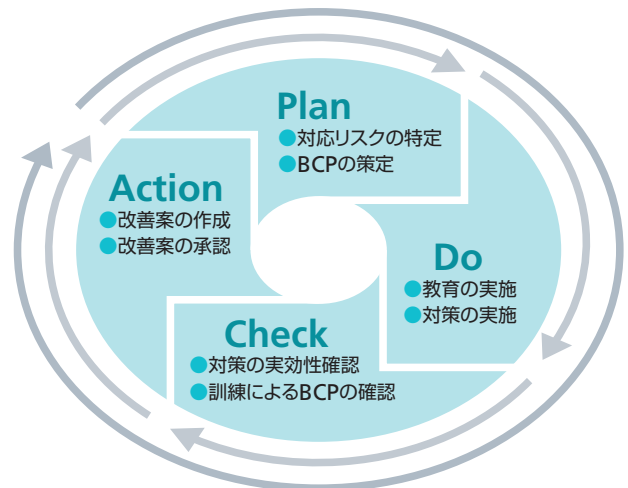 Plan
●対応リスクの特定
●BCPの策定
Do
●教育の実施
●対策の実施
Check
●対策の実効性確認
●訓練によるBCPの確認
Action
●改善案の作成
●改善案の承認